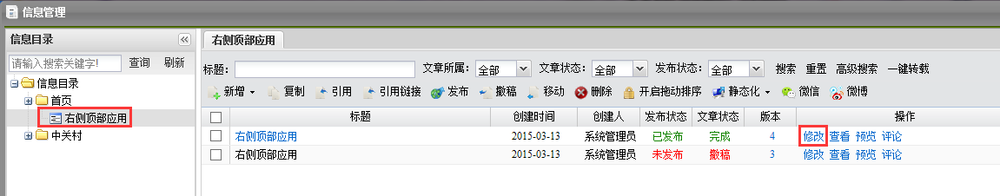 信息管理
信息目录
请输入搜索关键字! 查询 刷新
信息目录
首页
右侧顶部应用
中关村
右侧顶部应用
标题: 文章所属: 全部 文章状态: 全部 发布状态: 全部 搜索 重置 高级搜索 一键转载
新增 复制 引用 引用链接 发布 撤稿 移动 删除 开启拖动排序 静态化 微信 微博
标题 创建时间 创建人 发布状态 文章状态 版本 操作
右侧顶部应用 2015-03-13 系统管理员 已发布 完成 4 修改 查看 预览 评论
右侧顶部应用 2015-03-13 系统管理员 未发布 撤稿 3 修改 查看 预览 评论